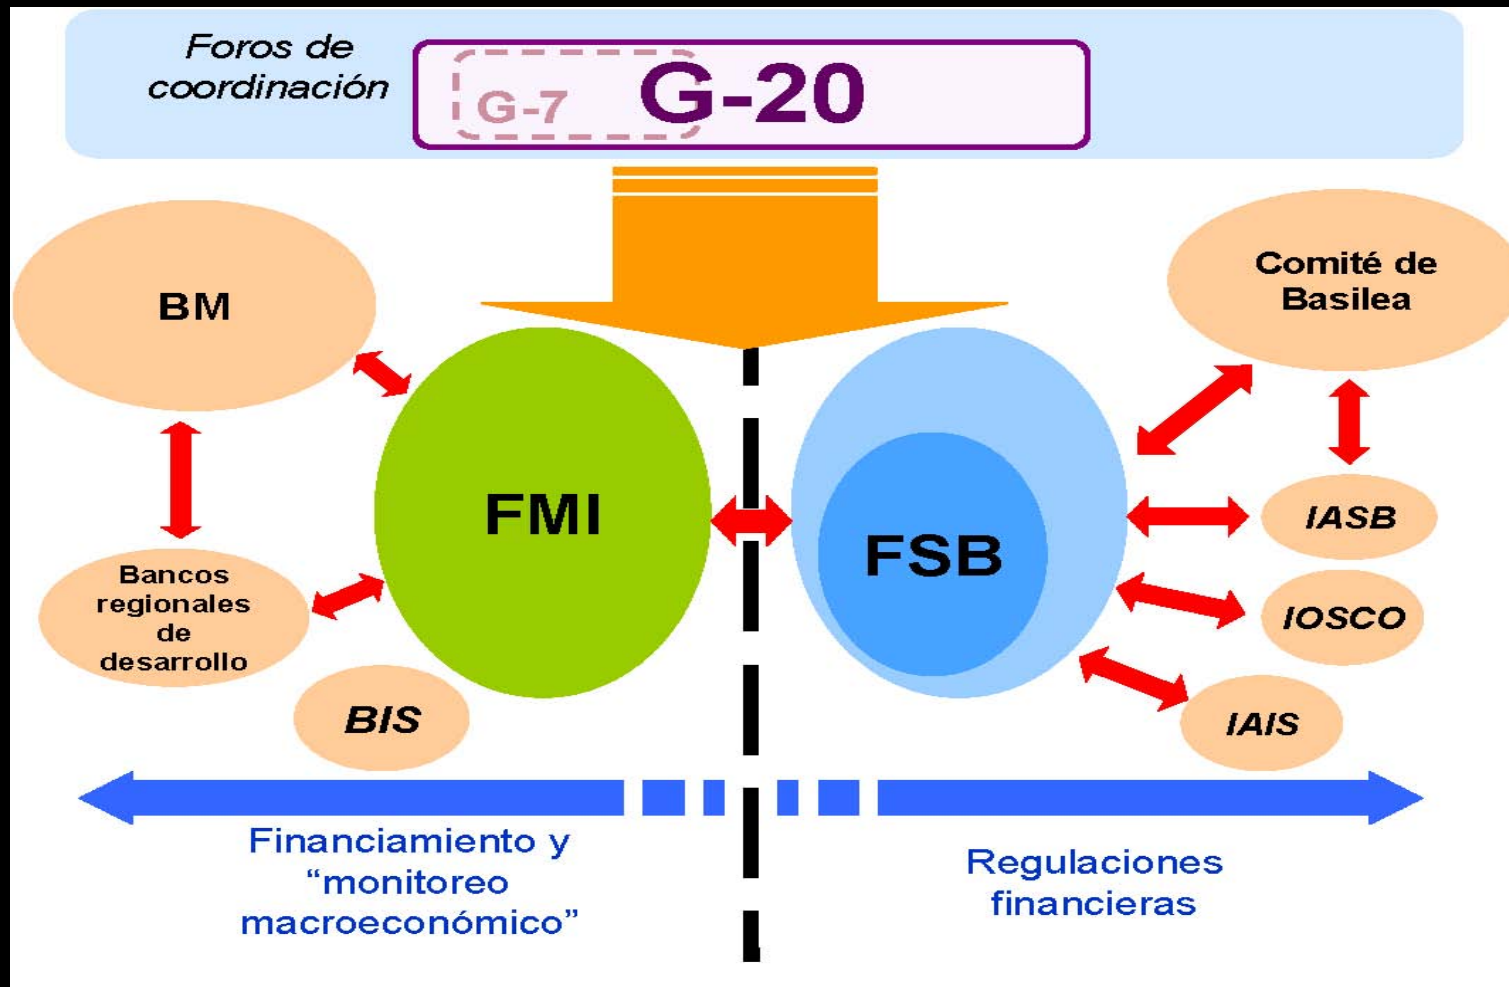 Foros de
coordinación
G-7
G-20
BM
Comité de
Basilea
FMI
FSB
IASB
Bancos
regionales
de
desarrollo
IOSCO
BIS
IAIS
Financiamiento y
“monitoreo
macroeconómico”
Regulaciones
financieras